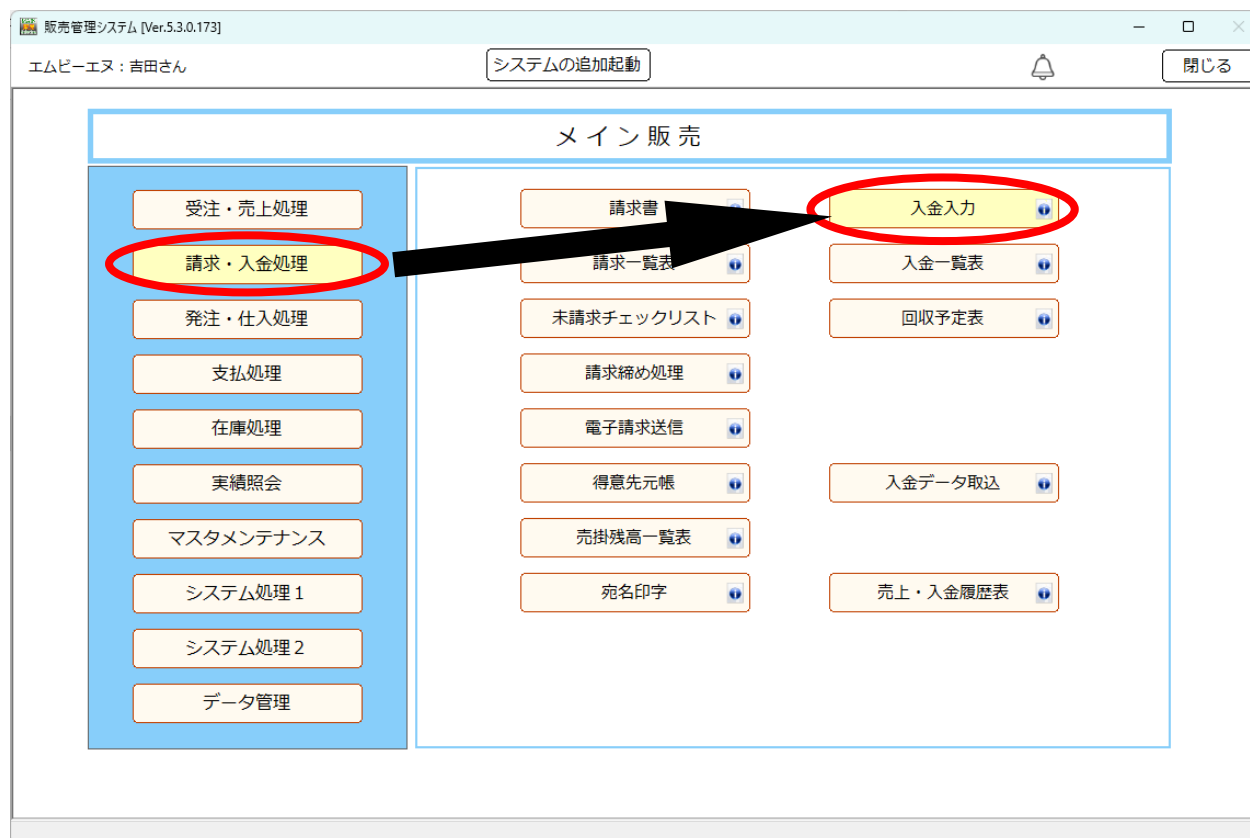 販売管理システム [Ver.5.3.0.173]
エムビーエヌ：吉田さん
システムの追加起動
閉じる
メイン販売
受注・売上処理
請求・入金処理
発注・仕入処理
支払処理
在庫処理
実績照会
マスタメンテナンス
システム処理１
システム処理２
データ管理
請求書
請求一覧表
未請求チェックリスト
請求締め処理
電子請求送信
得意先元帳
売掛残高一覧表
宛名印字
入金入力
入金一覧表
回収予定表
入金データ取込
売上・入金履歴表